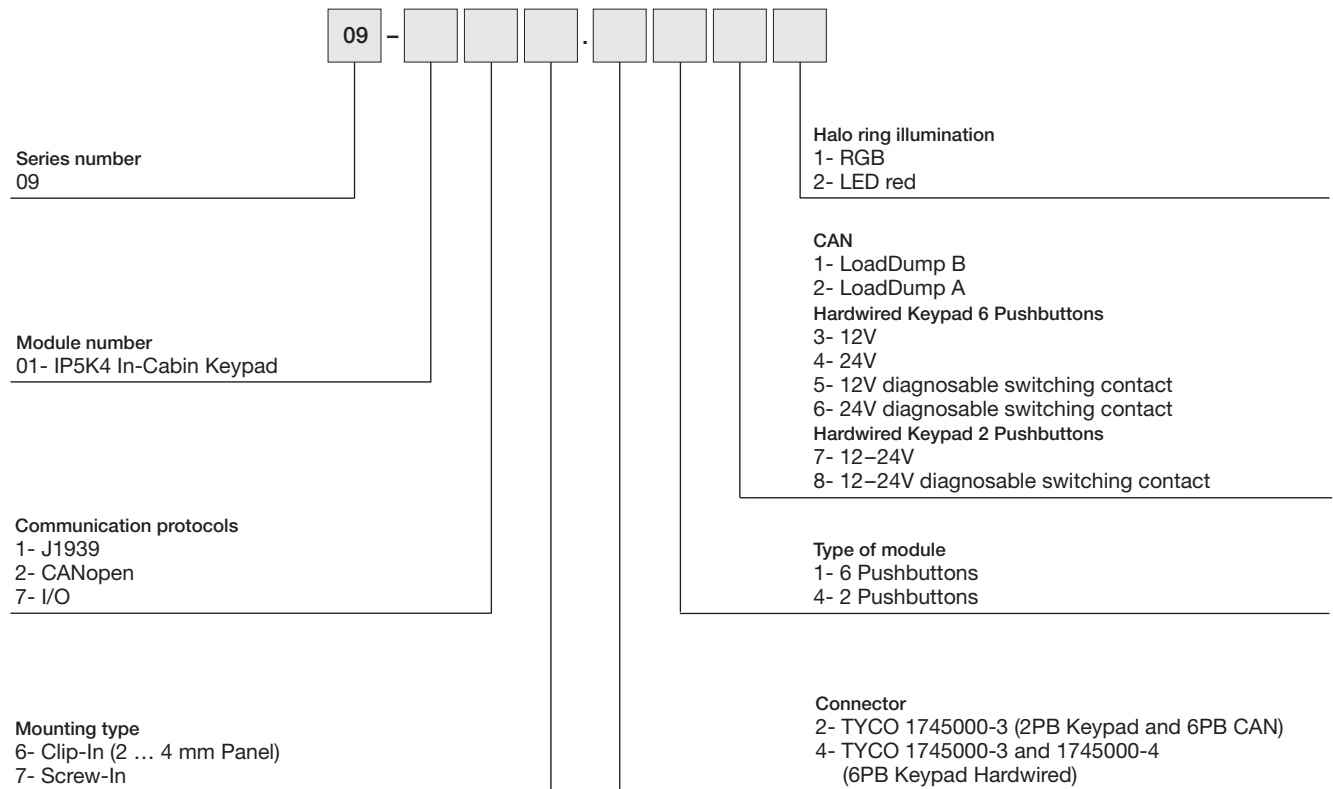 09 – .
Series number
09
Module number
01- IP5K4 In-Cabin Keypad
Communication protocols
1- J1939
2- CANopen
7- I/O
Mounting type
6- Clip-In (2 … 4 mm Panel)
7- Screw-In
Halo ring illumination
1- RGB
2- LED red
CAN
1- LoadDump B
2- LoadDump A
Hardwired Keypad 6 Pushbuttons
3- 12V
4- 24V
5- 12V diagnosable switching contact
6- 24V diagnosable switching contact
Hardwired Keypad 2 Pushbuttons
7- 12–24V
8- 12–24V diagnosable switching contact
Type of module
1- 6 Pushbuttons
4- 2 Pushbuttons
Connector
2- TYCO 1745000-3 (2PB Keypad and 6PB CAN)
4- TYCO 1745000-3 and 1745000-4
(6PB Keypad Hardwired)